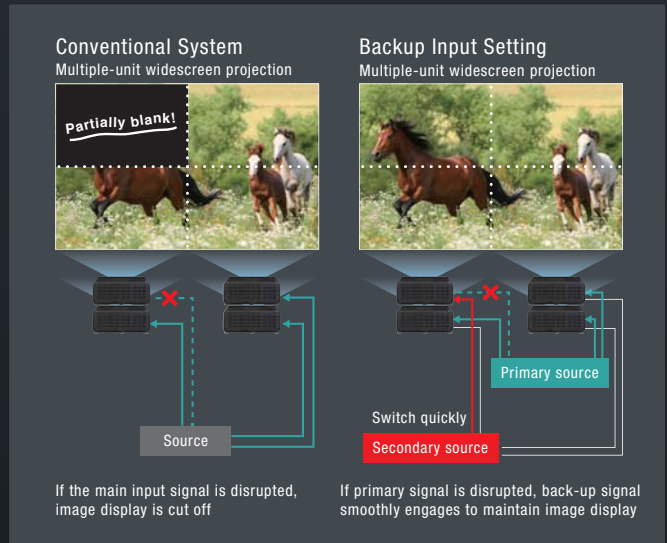 Conventional System
Multiple-unit widescreen projection
Partially blank!
Source
If the main input signal is disrupted,
image display is cut off
Backup Input Setting
Multiple-unit widescreen projection
Primary source
Switch quickly
Secondary source
If primary signal is disrupted, back-up signal
smoothly engages to maintain image display